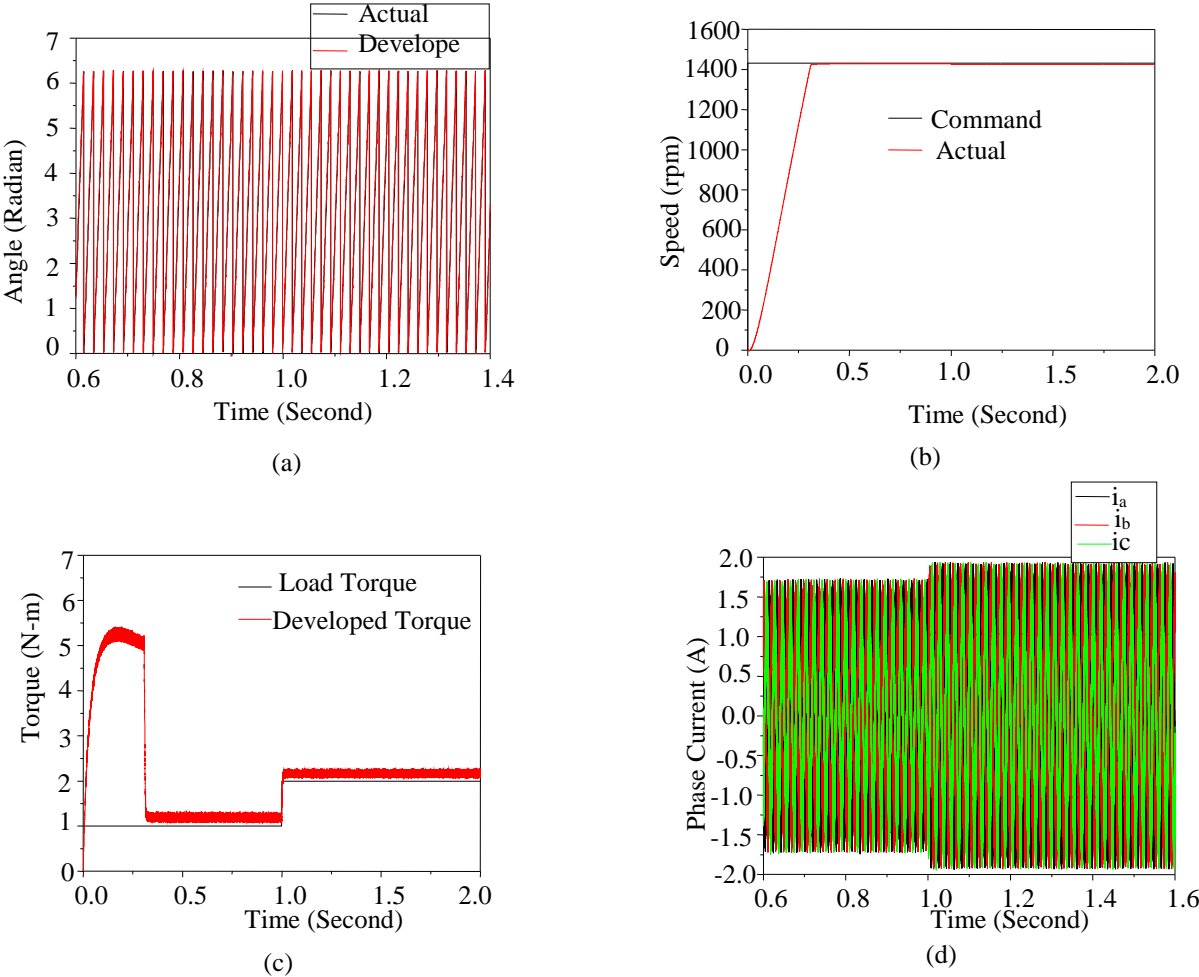 Actual
Develope
7
6
5
4
3
2
1
0
Angle (Radian)
0.6 0.8 1.0 1.2 1.4
Time (Second)
(a)
1600
1400
1200
1000
800
600
400
200
0
Speed (rpm)
Command
Actual
0.0 0.5 1.0 1.5 2.0
Time (Second)
(b)
7
6
5
4
3
2
1
0
Torque (N-m)
Load Torque
Developed Torque
0.0 0.5 1.0 1.5 2.0
Time (Second)
(c)
ia
ib
ic
2.0
1.5
1.0
0.5
0.0
-0.5
-1.0
-1.5
-2.0
Phase Current (A)
0.6 0.8 1.0 1.2 1.4 1.6
Time (Second)
(d)